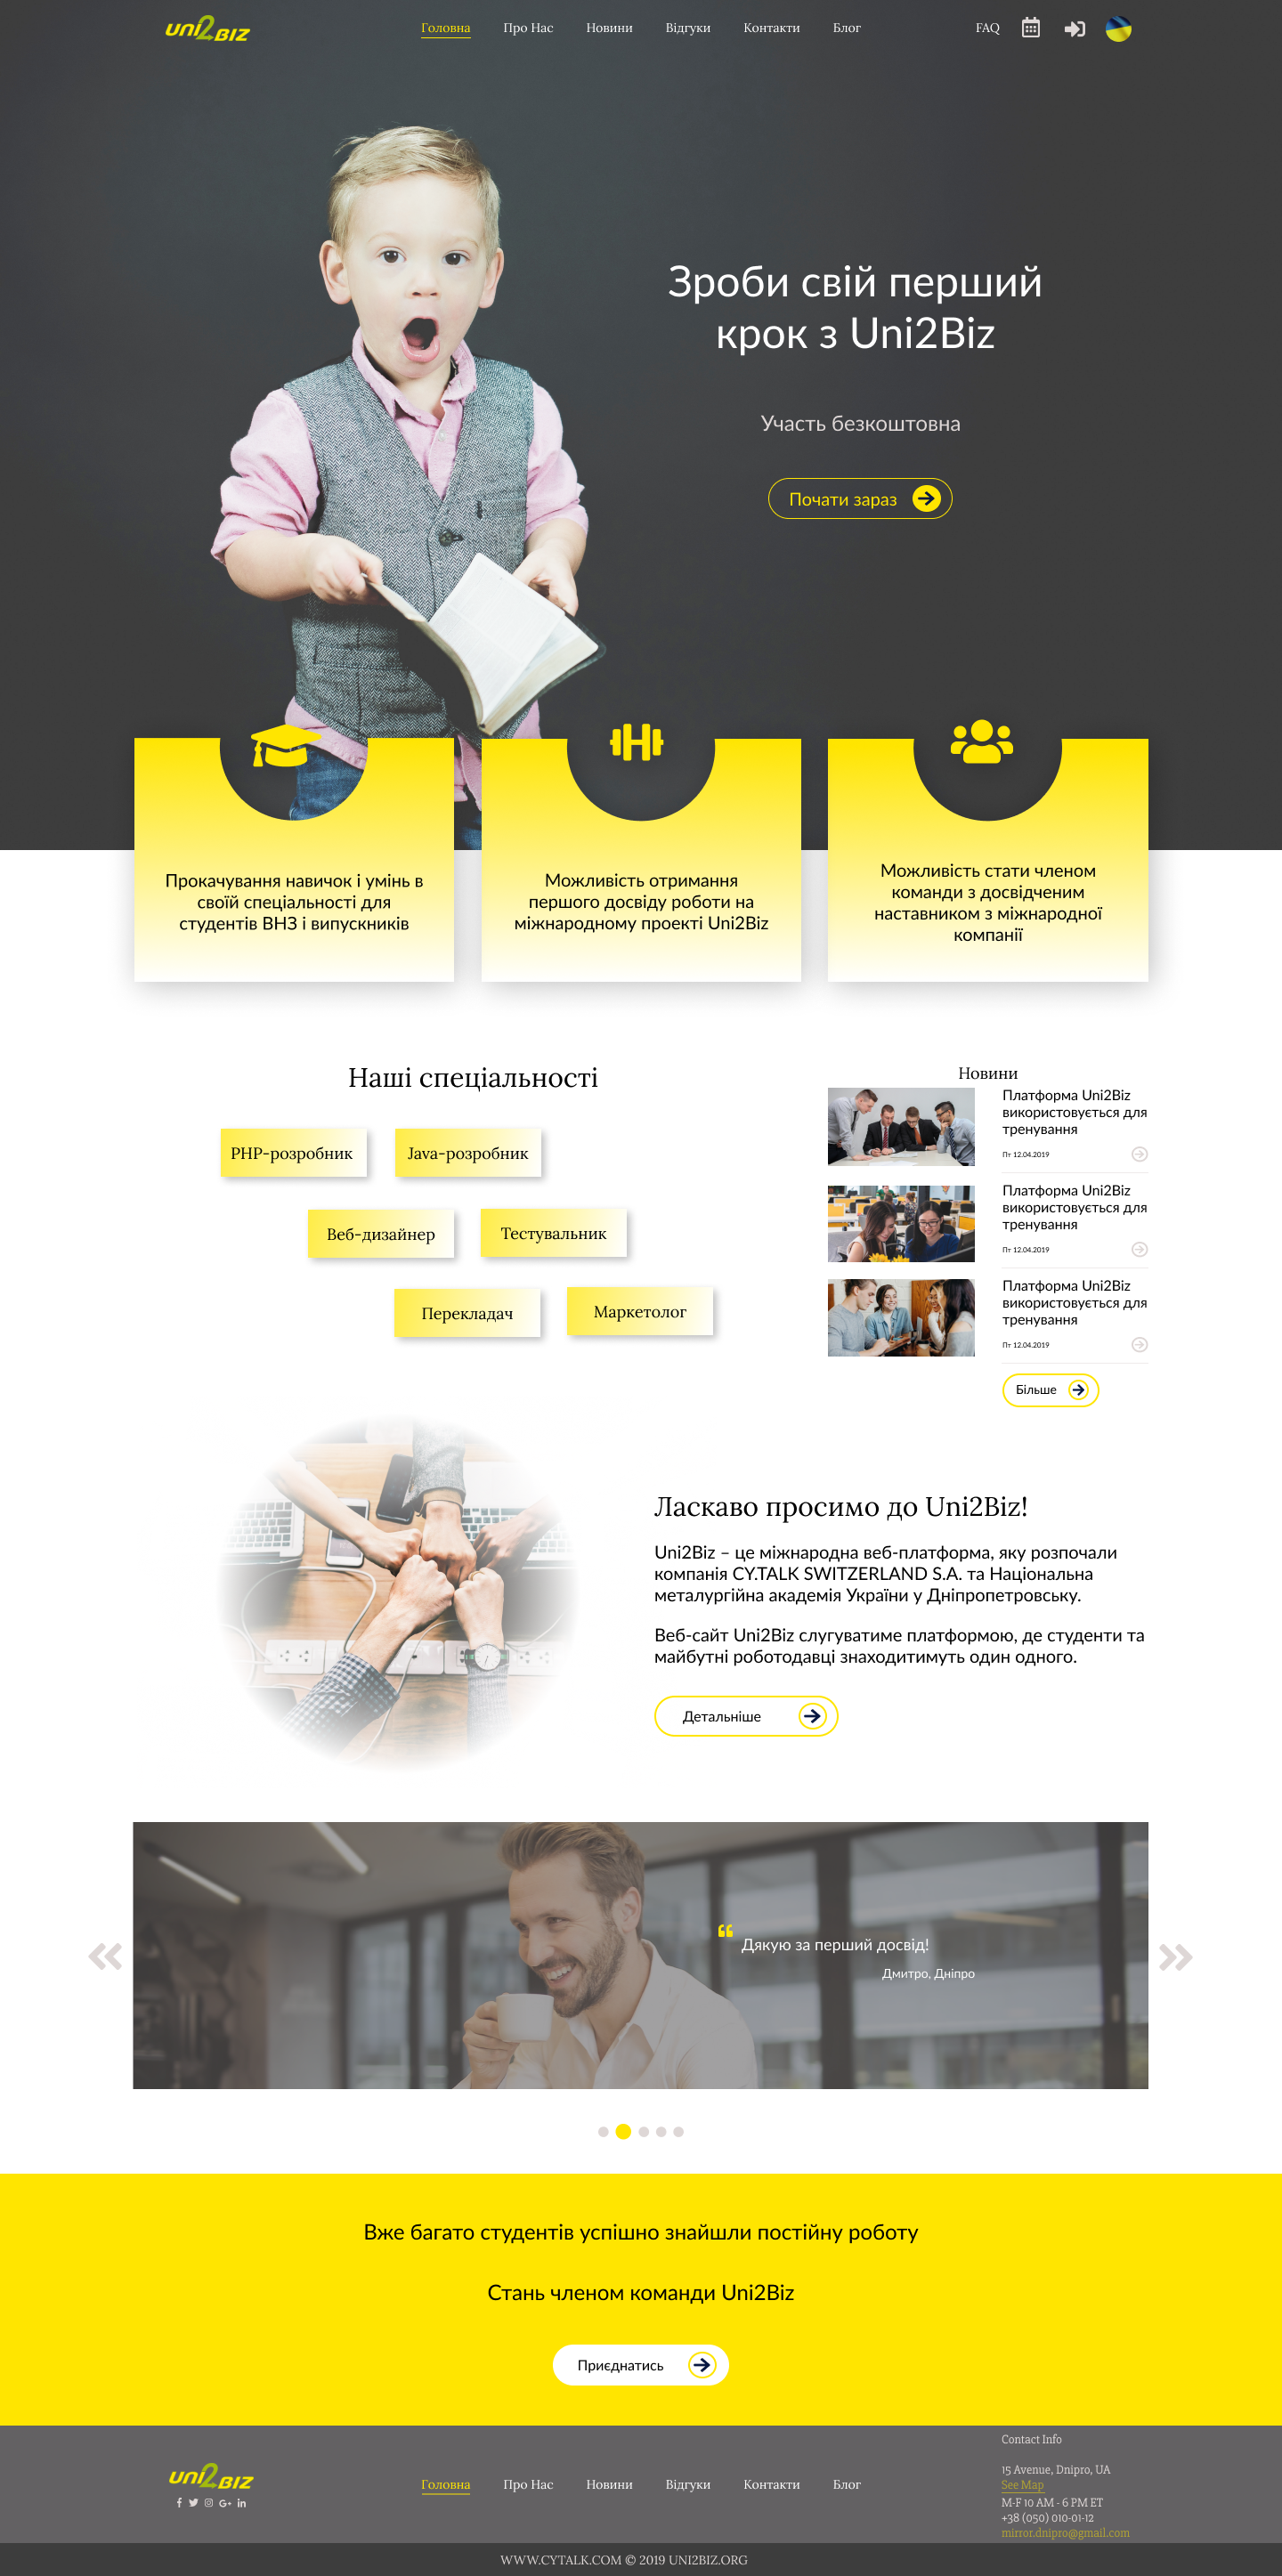 uni2BIZ
Головна Про Нас Новини Відгуки Контакти Блог FAQ
Зроби свій перший
крок з Uni2Biz
Участь безкоштовна
Почати зараз
Прокачування навичок і умінь в
своїй спеціальності для
студентів ВНЗ і випускників
Можливість отримання
першого досвіду роботи на
міжнародному проекті Uni2Biz
Можливість стати членом
команди з досвідченим
наставником з міжнародної
компанії
Наші спеціальності
PHP-розробник
Java-розробник
Веб-дизайнер
Тестувальник
Перекладач
Маркетолог
Новини
Платформа Uni2Biz
використовується для
тренування
Пт 12.04.2019
Платформа Uni2Biz
використовується для
тренування
Пт 12.04.2019
Платформа Uni2Biz
використовується для
тренування
Пт 12.04.2019
Більше
Ласкаво просимо до Uni2Biz!
Uni2Biz – це міжнародна веб-платформа, яку розпочали
компанія CY.TALK SWITZERLAND S.A. та Національна
металургійна академія України у Дніпропетровську.
Веб-сайт Uni2Biz слугуватиме платформою, де студенти та
майбутні роботодавці знаходитимуть один одного.
Детальніше
“ Дякую за перший досвід!
Дмитро, Дніпро
Вже багато студентів успішно знайшли постійну роботу
Стань членом команди Uni2Biz
Приєднатись
uni2BIZ
Головна Про Нас Новини Відгуки Контакти Блог
Contact Info
15 Avenue, Dnipro, UA
See Map
M-F 10 AM - 6 PM ET
+38 (050) 010-01-12
mirror.dnipro@gmail.com
WWW.CYTALK.COM © 2019 UNI2BIZ.ORG